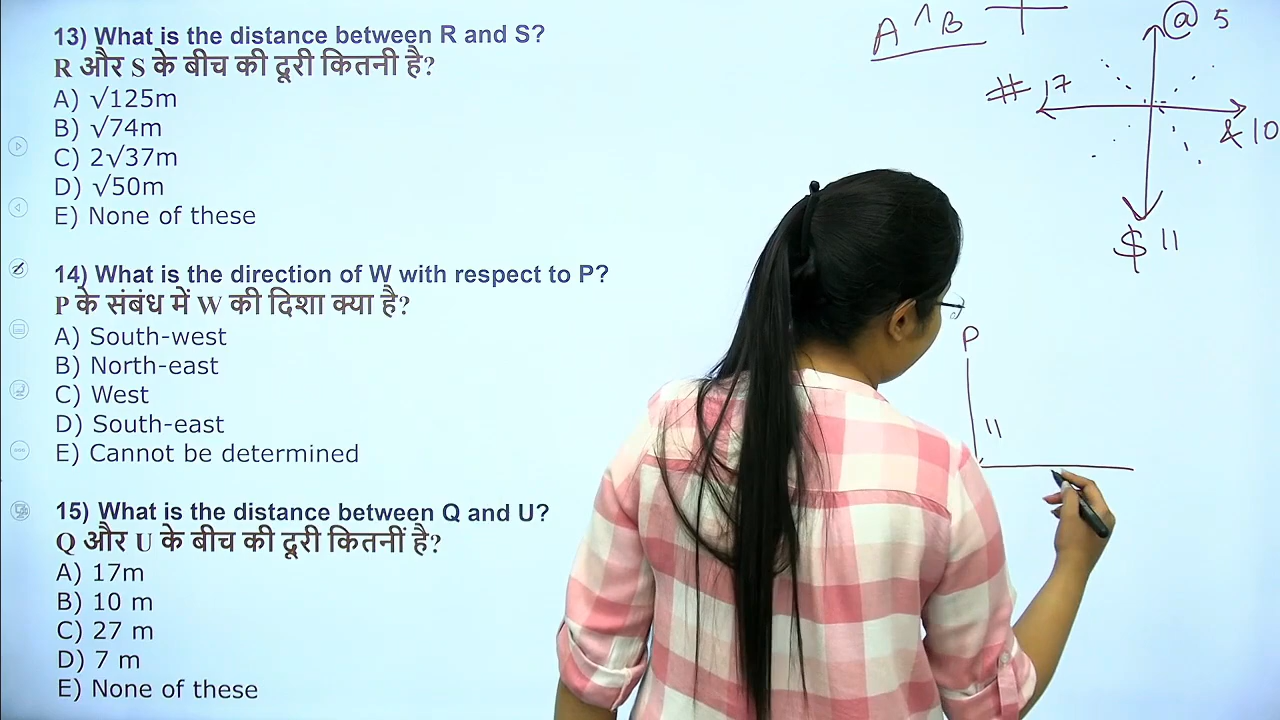 13) What is the distance between R and S?
R और S के बीच की दूरी कितनी है?
A) √125m
B) √74m
C) 2√37m
D) √50m
E) None of these
14) What is the direction of W with respect to P?
P के संबंध में W की दिशा क्या है?
A) South-west
B) North-east
C) West
D) South-east
E) Cannot be determined
15) What is the distance between Q and U?
Q और U के बीच की दूरी कितनीं है?
A) 17m
B) 10 m
C) 27 m
D) 7 m
E) None of these
A ^ B
@ 5
# 17
& 10
$ 11
P
11